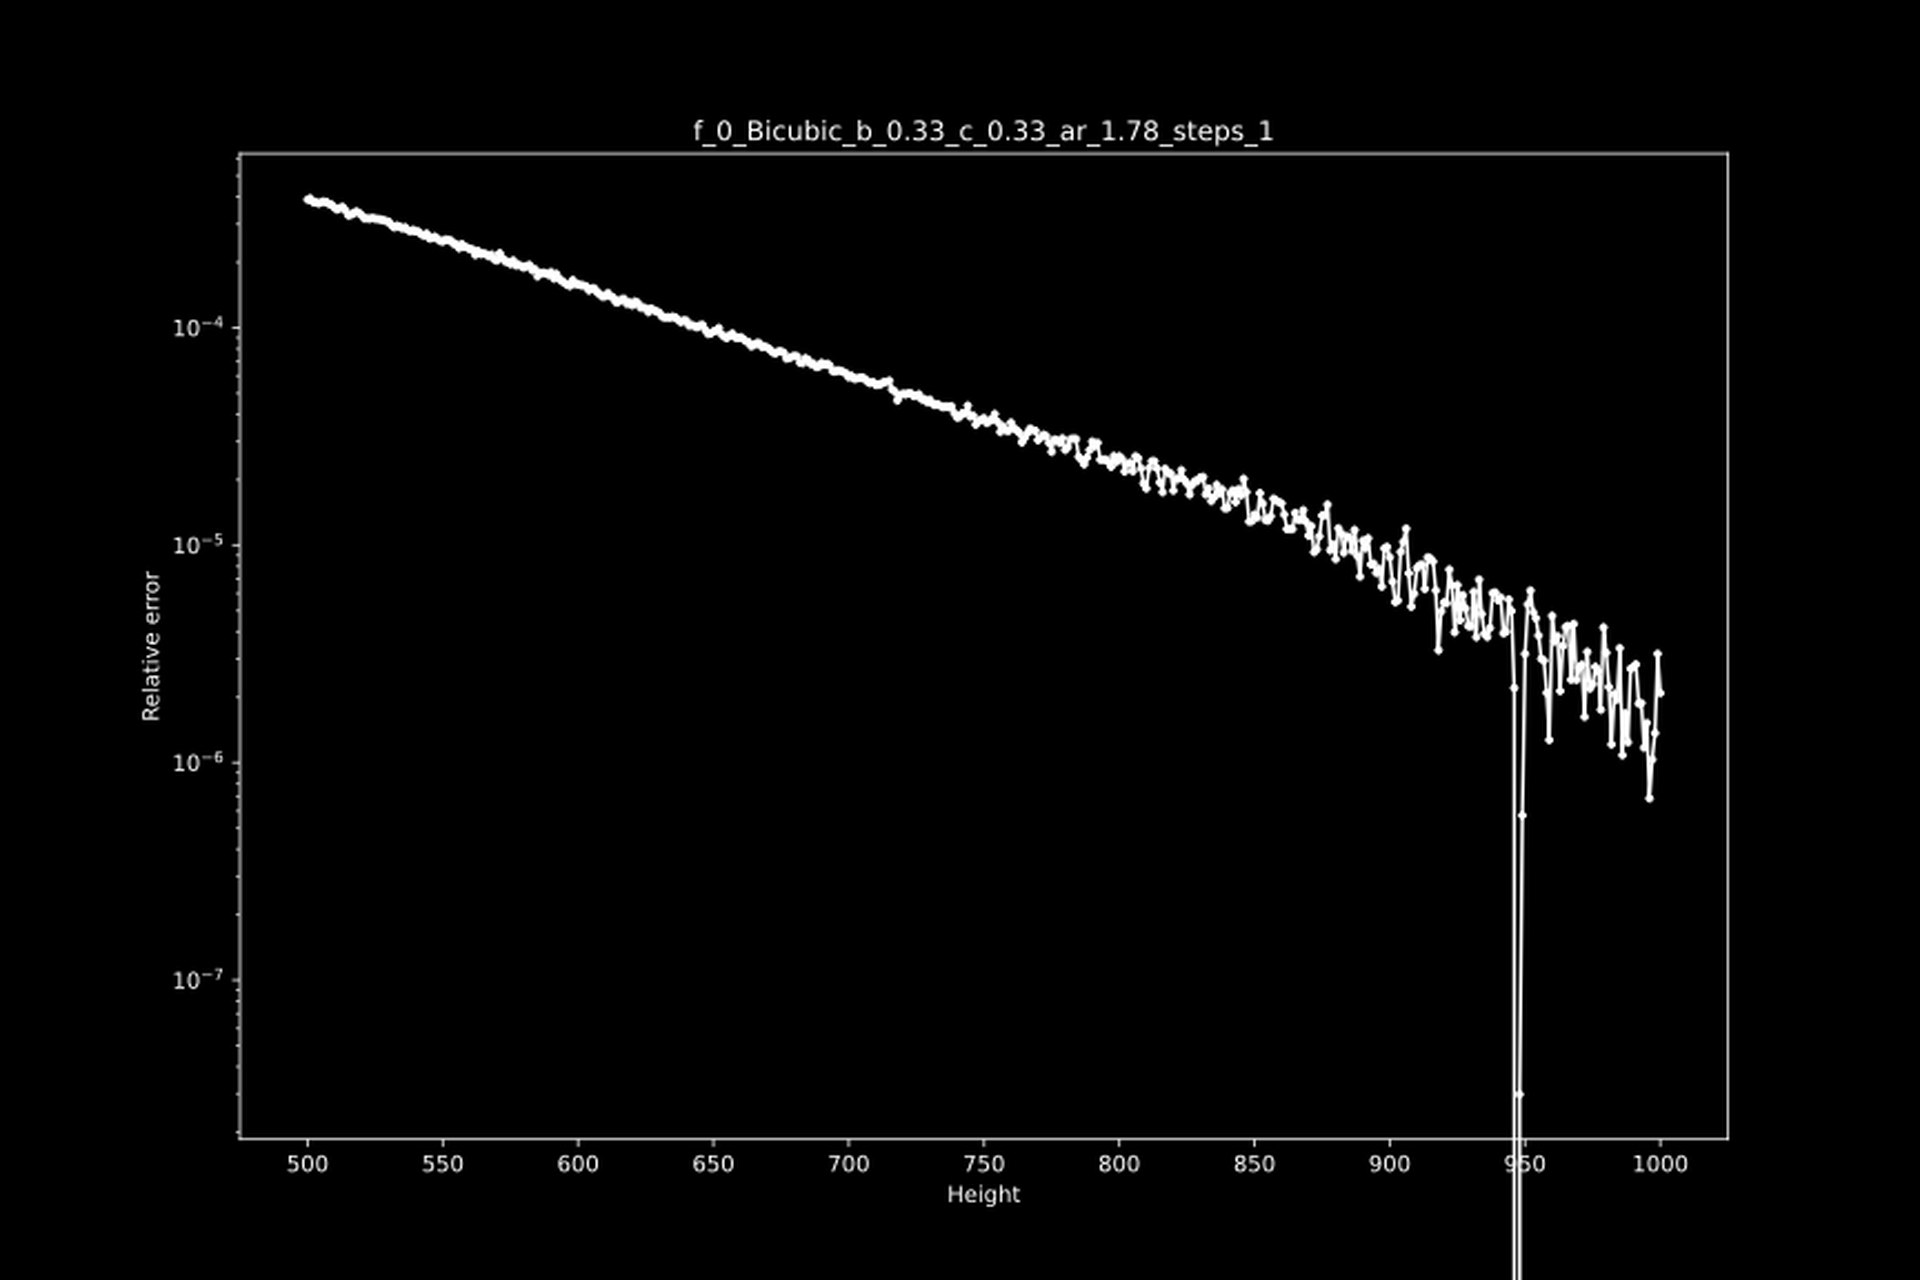 f_0_Bicubic_b_0.33_c_0.33_ar_1.78_steps_1
Relative error
10⁻⁴
10⁻⁵
10⁻⁶
10⁻⁷
500 550 600 650 700 750 800 850 900 950 1000
Height